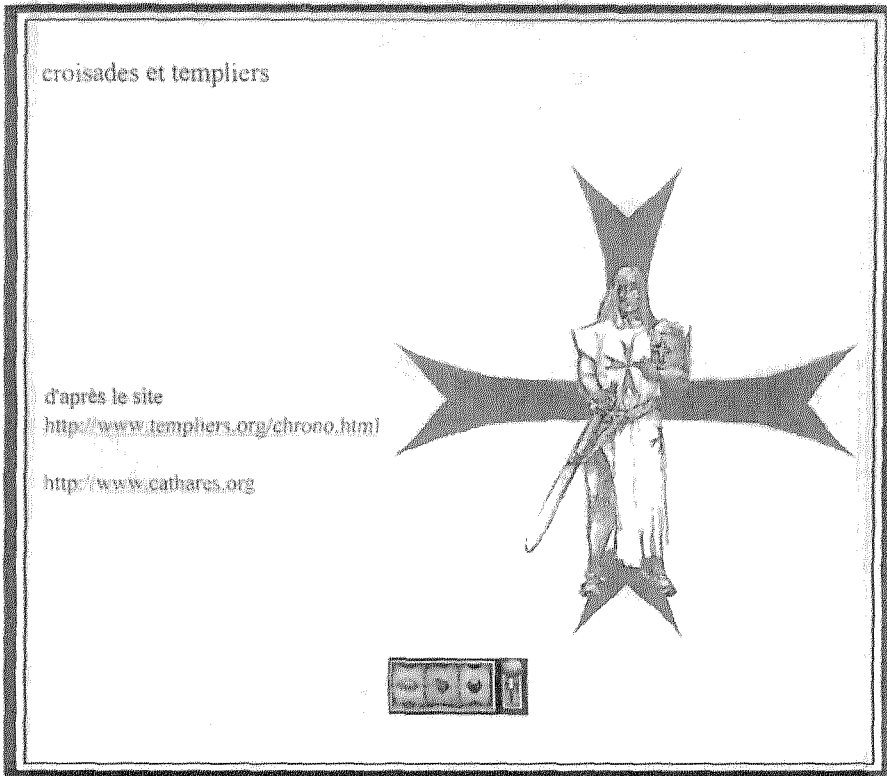 croisades et templiers
d'après le site
http://www.templiers.org/chrono.html
http://www.cathares.org